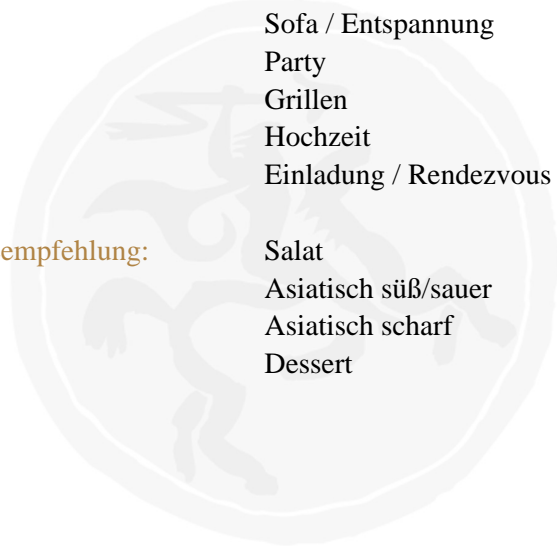 Sofa / Entspannung
Party
Grillen
Hochzeit
Einladung / Rendezvous
empfehlung: Salat
Asiatisch süß/sauer
Asiatisch scharf
Dessert